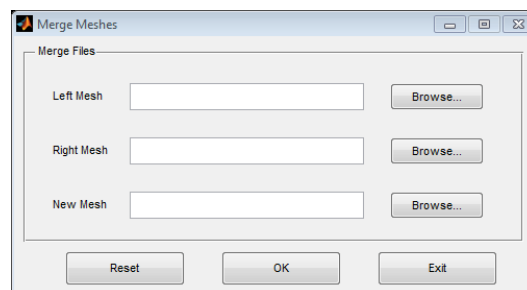 Merge Meshes
Merge Files
Left Mesh Browse...
Right Mesh Browse...
New Mesh Browse...
Reset OK Exit